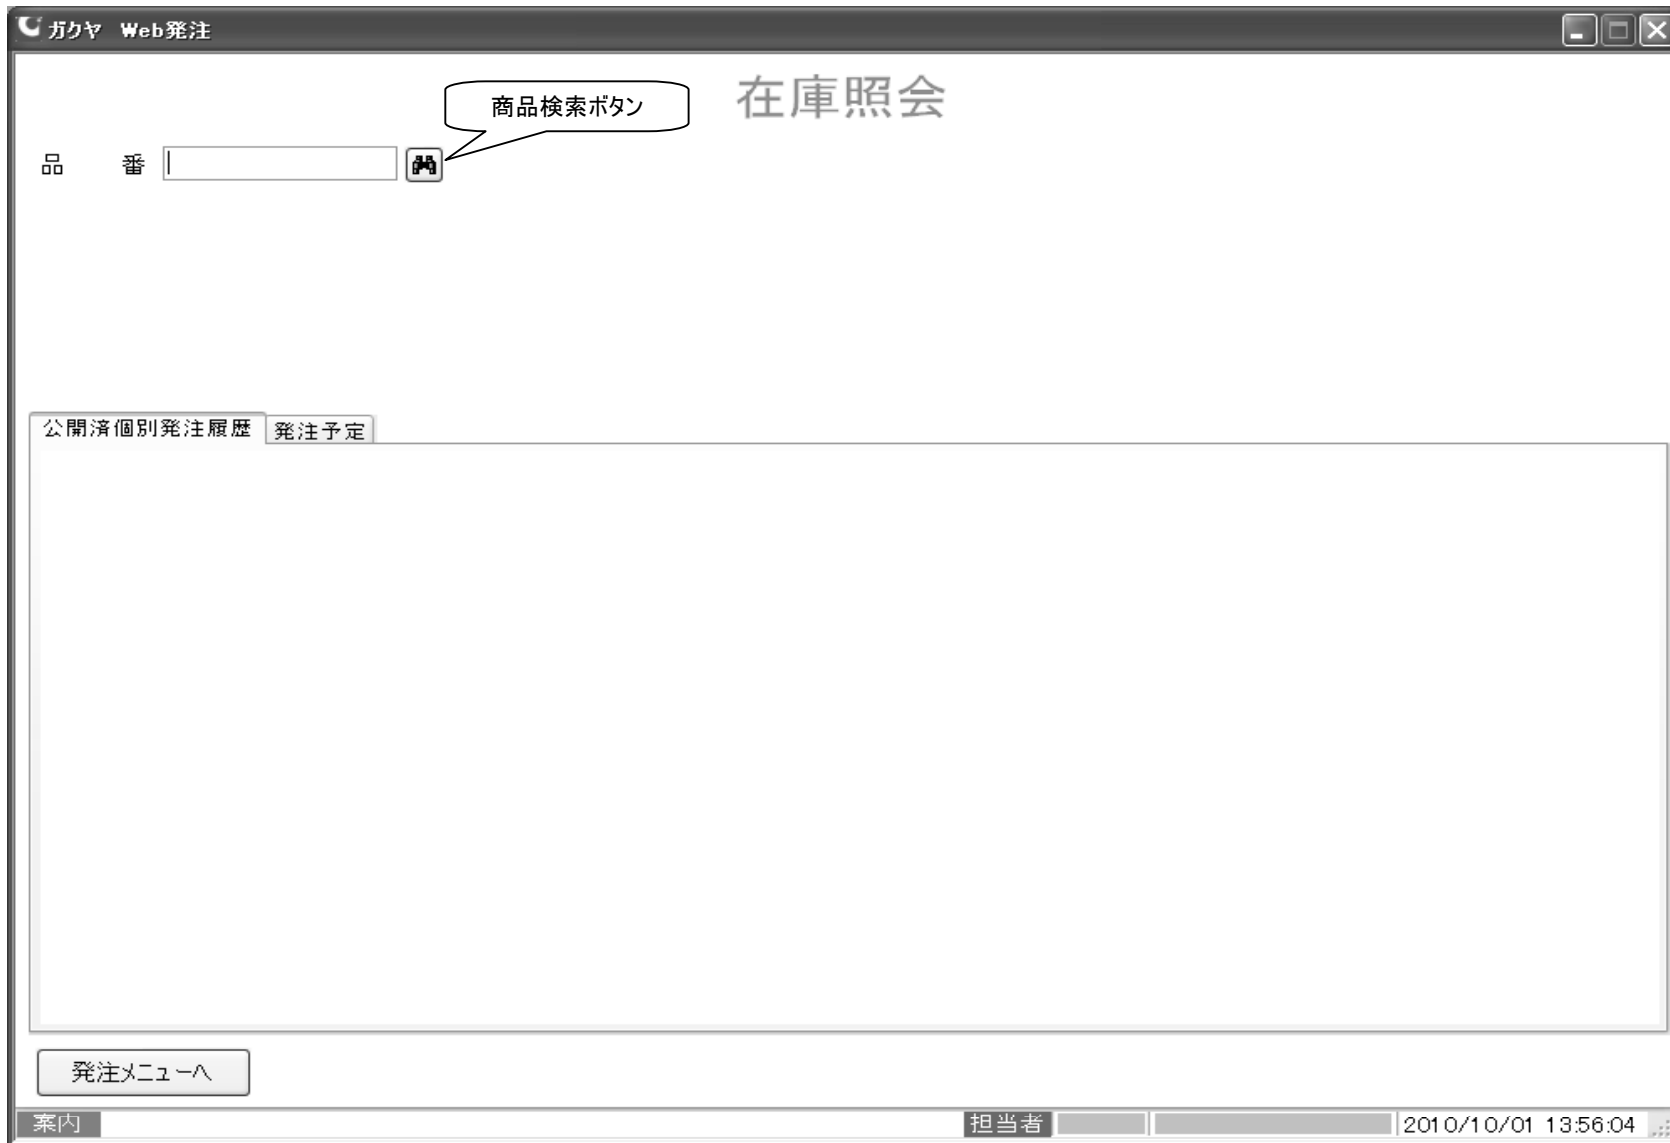 ガクヤ Web発注
在庫照会
商品検索ボタン
品 番
公開済個別発注履歴 発注予定
発注メニューへ
案内 担当者 2010/10/01 13:56:04